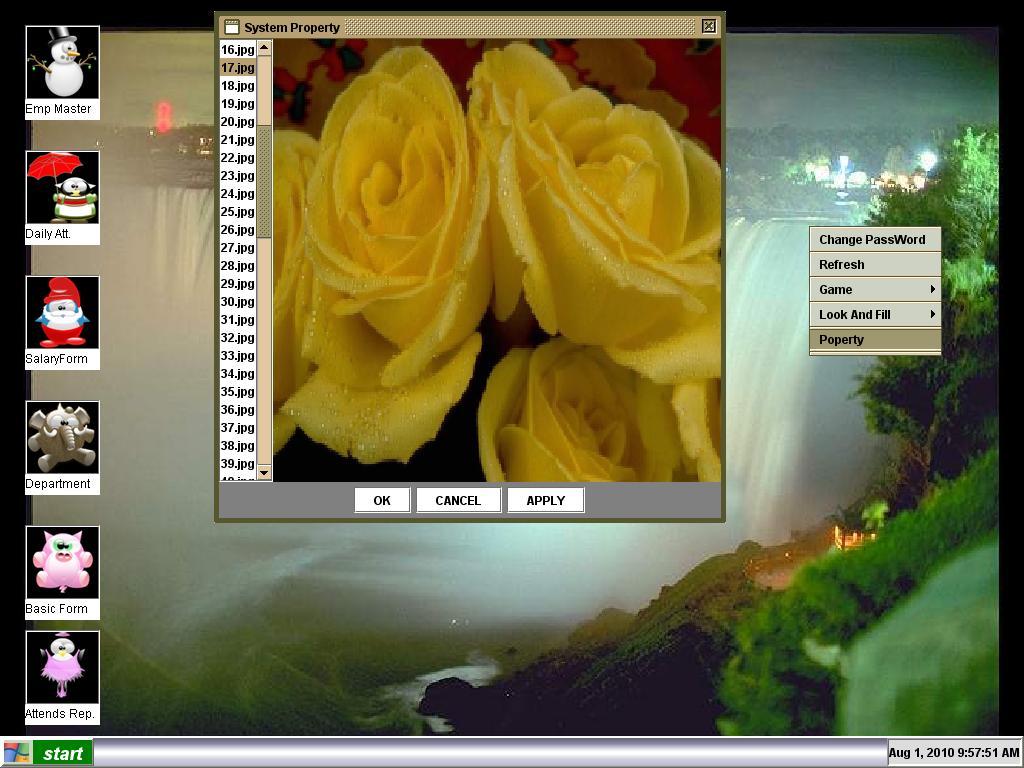 System Property
16.jpg
17.jpg
18.jpg
19.jpg
20.jpg
21.jpg
22.jpg
23.jpg
24.jpg
25.jpg
26.jpg
27.jpg
28.jpg
29.jpg
30.jpg
31.jpg
32.jpg
33.jpg
34.jpg
35.jpg
36.jpg
37.jpg
38.jpg
39.jpg
OK CANCEL APPLY
Emp Master
Daily Att.
SalaryForm
Department
Basic Form
Attends Rep.
Change PassWord
Refresh
Game
Look And Fill
Poperty
start
Aug 1, 2010 9:57:51 AM